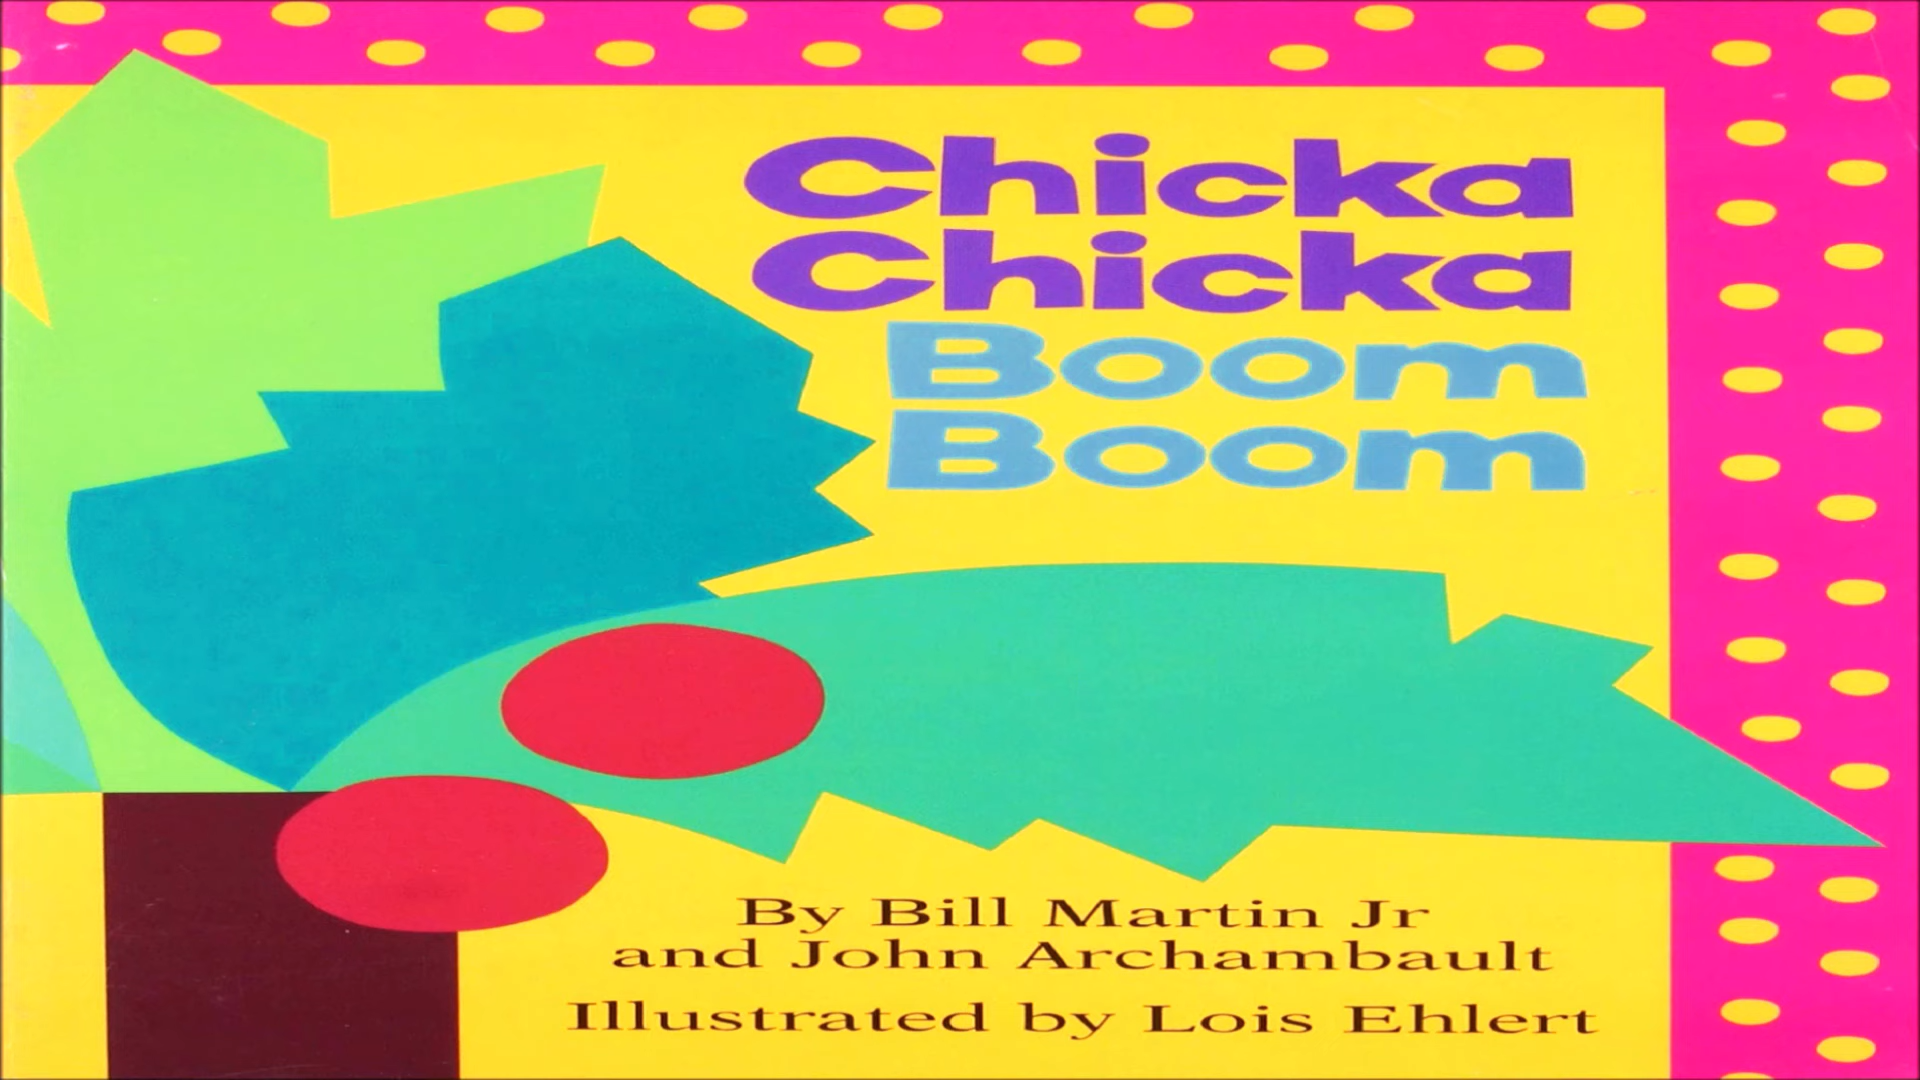 Chicka
Chicka
Boom
Boom
By Bill Martin Jr
and John Archambault
Illustrated by Lois Ehlert